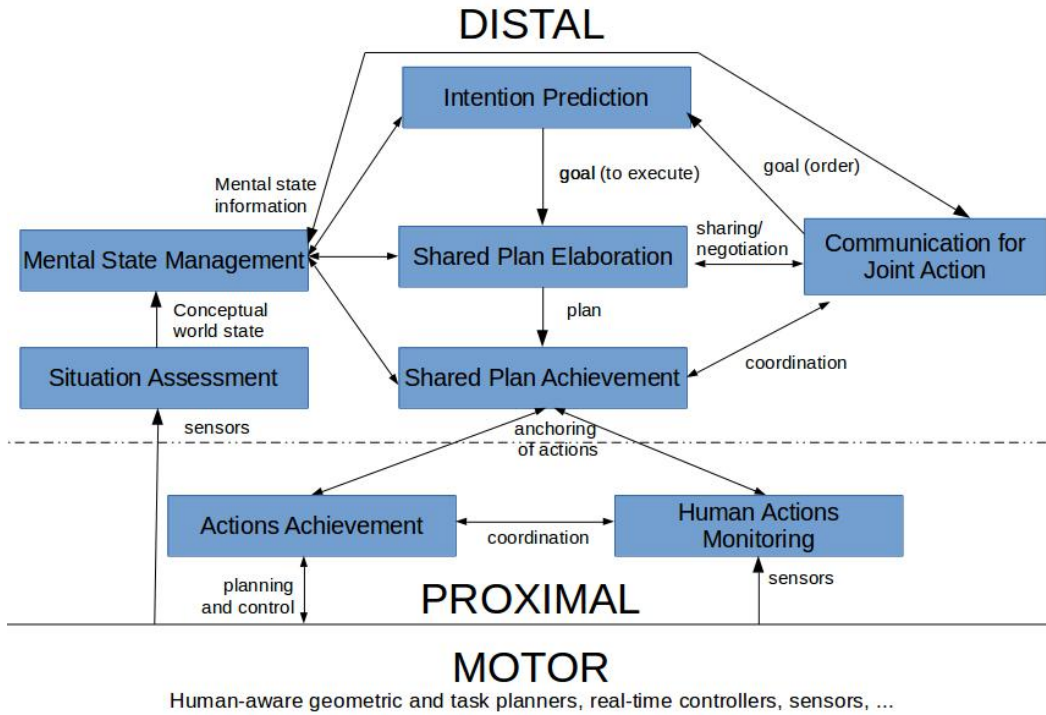 DISTAL
Intention Prediction
goal (to execute)
goal (order)
Mental state
information
Mental State Management
Shared Plan Elaboration
sharing/
negotiation
Communication for
Joint Action
Conceptual
world state
plan
Situation Assessment
Shared Plan Achievement
coordination
sensors
anchoring
of actions
Actions Achievement
coordination
Human Actions
Monitoring
planning
and control
sensors
PROXIMAL
MOTOR
Human-aware geometric and task planners, real-time controllers, sensors, ...